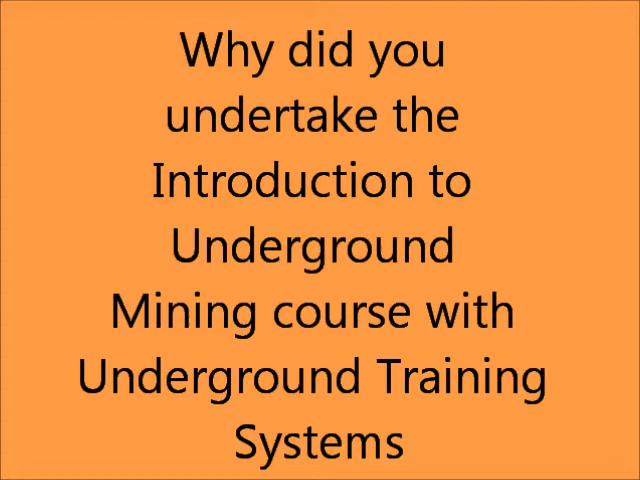 Why did you
undertake the
Introduction to
Underground
Mining course with
Underground Training
Systems